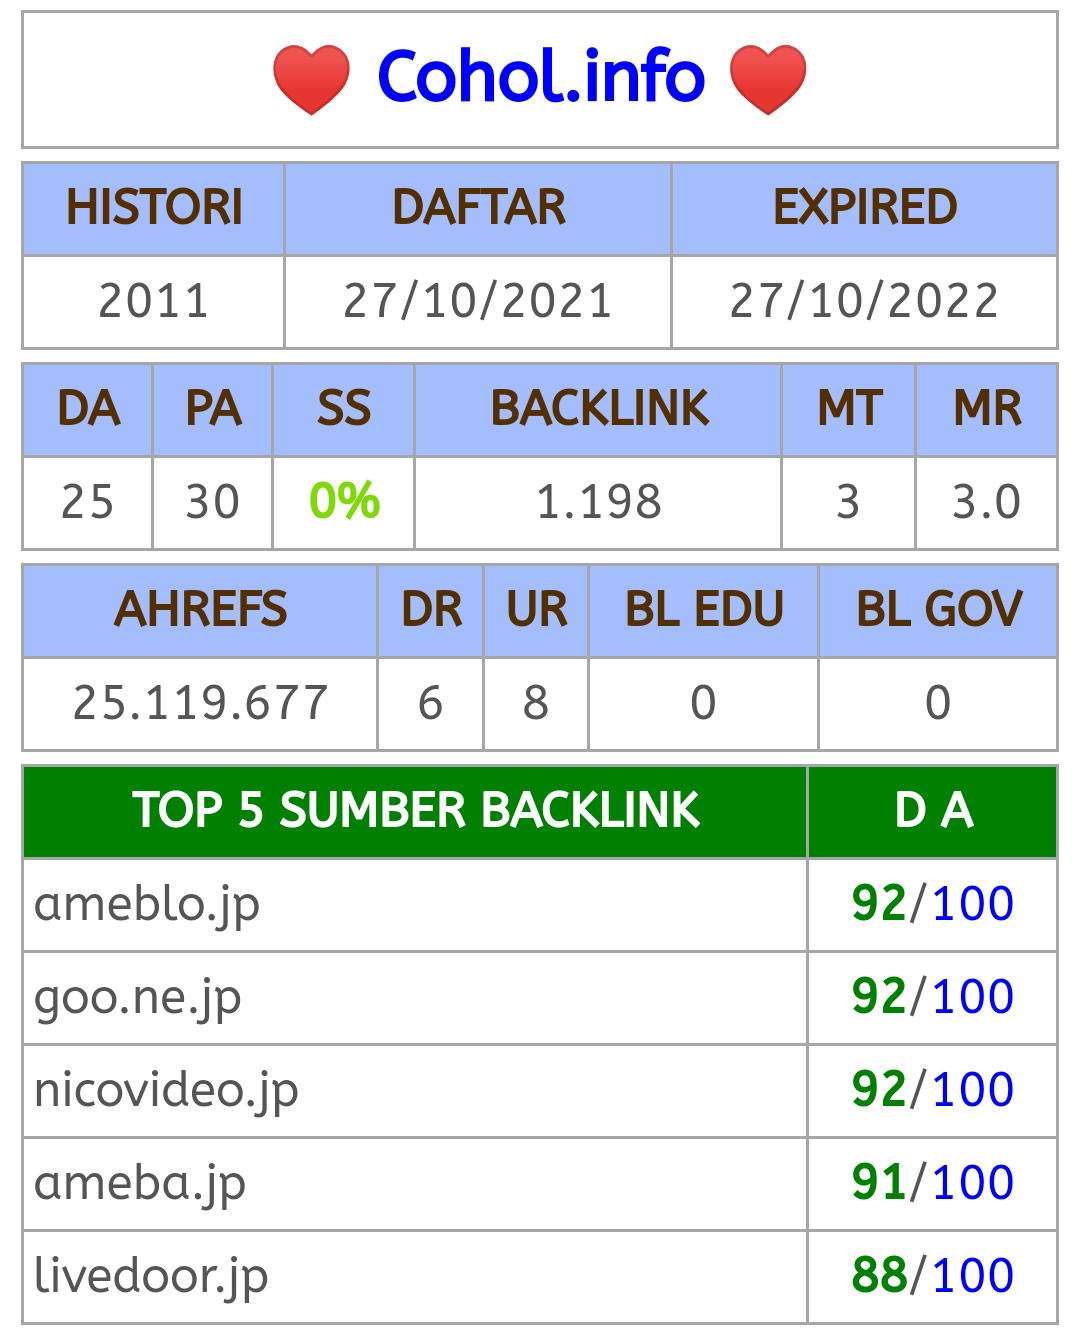 Cohol.info
HISTORI DAFTAR EXPIRED
2011 27/10/2021 27/10/2022
DA PA SS BACKLINK MT MR
25 30 0% 1.198 3 3.0
AHREFS DR UR BL EDU BL GOV
25.119.677 6 8 0 0
TOP 5 SUMBER BACKLINK D A
ameblo.jp 92/100
goo.ne.jp 92/100
nicovideo.jp 92/100
ameba.jp 91/100
livedoor.jp 88/100